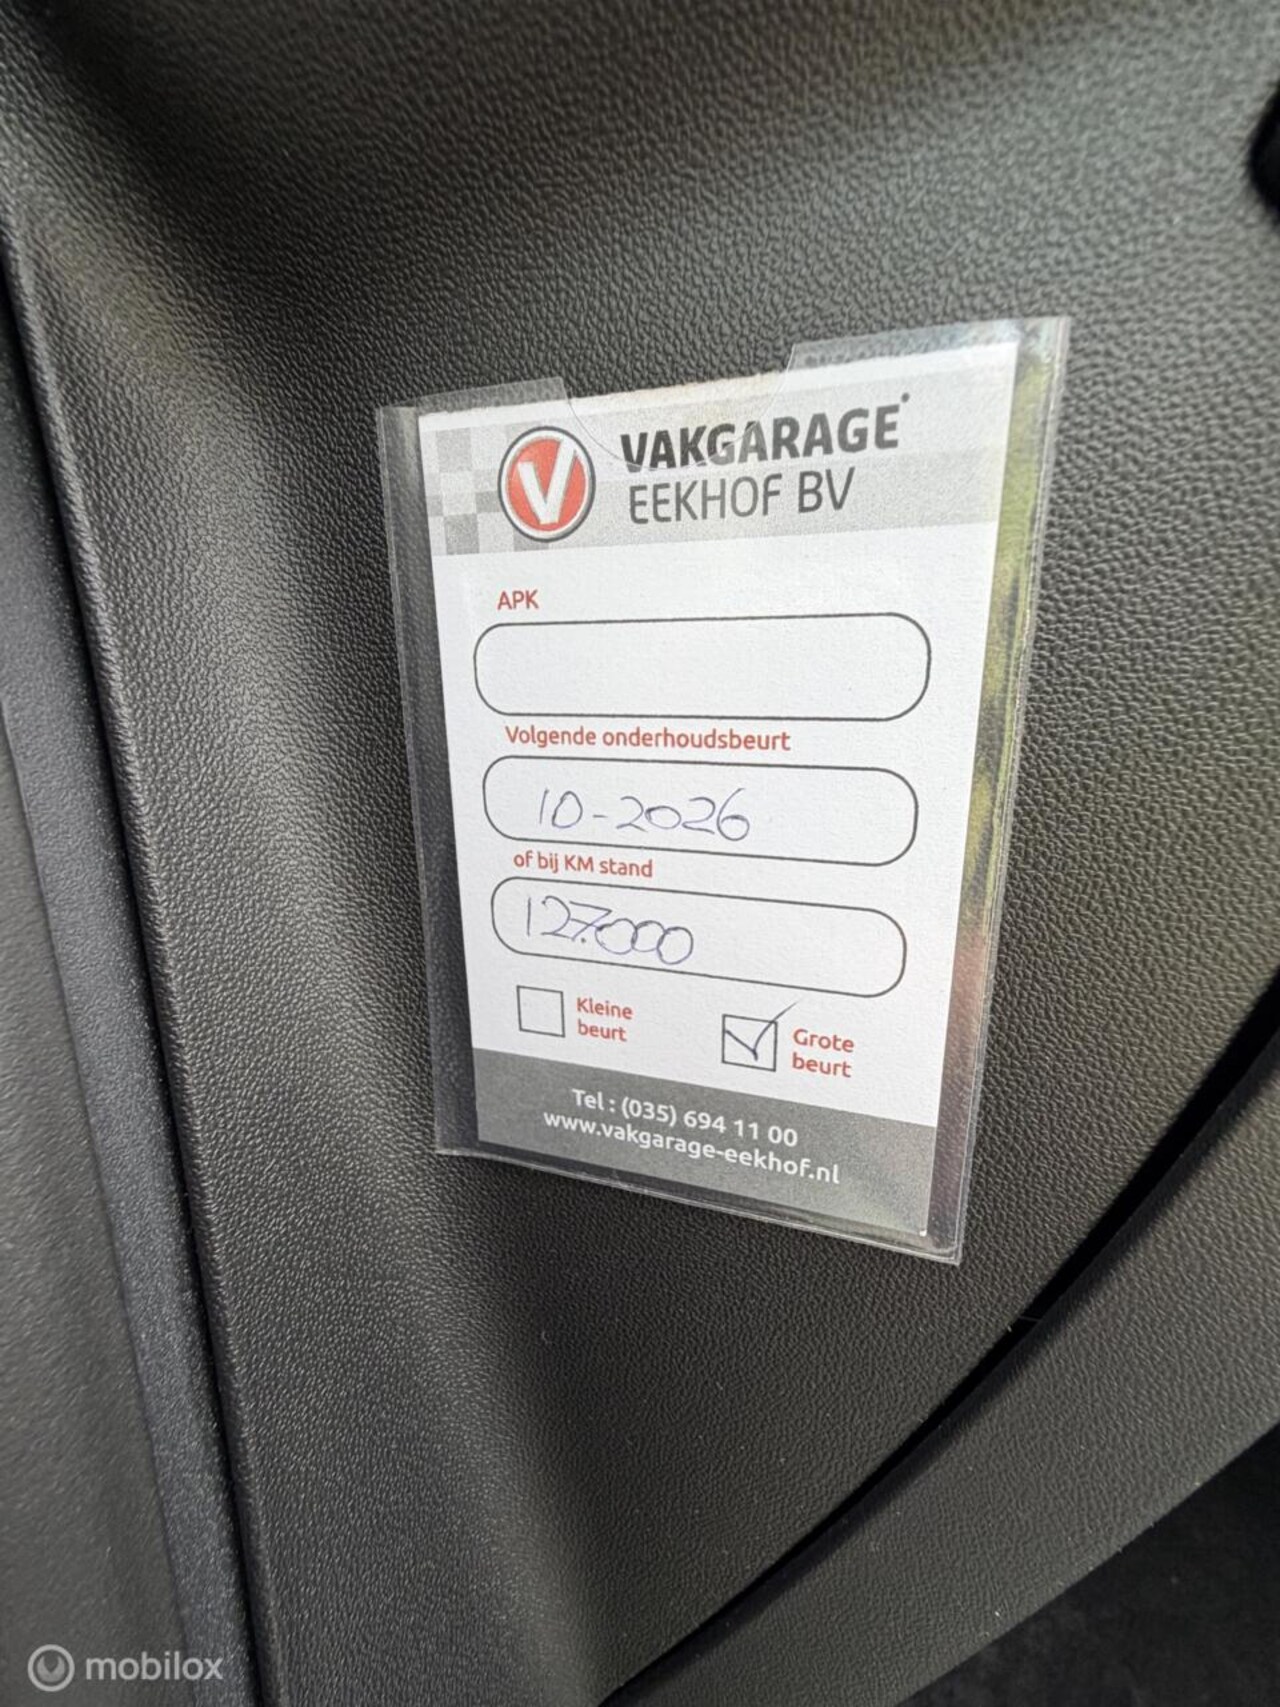 V
VAKGARAGE
EEKHOF BV
APK
Volgende onderhoudsbeurt
10-2026
of bij KM stand
127.000
Kleine
beurt
Grote
beurt
Tel : (035) 694 11 00
www.vakgarage-eekhof.nl
mobilox